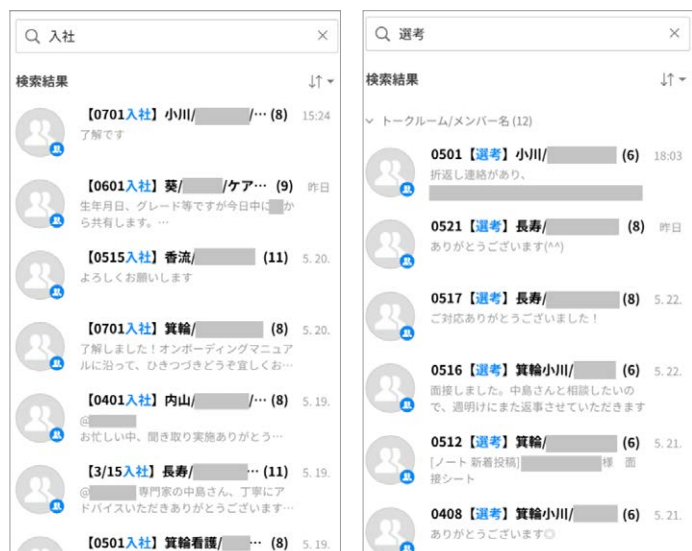 入社
検索結果
【0701入社】小川/ /… (8) 15:24
了解です
【0601入社】葵/ /ケア… (9) 昨日
生年月日、グレード等ですが今日中に か
ら共有します。…
【0515入社】香流/ (11) 5. 20.
よろしくお願いします
【0701入社】箕輪/ (8) 5. 20.
了解しました！オンボーディングマニュア
ルに沿って、ひきつづきどうぞ宜しくお…
【0401入社】内山/ /… (8) 5. 19.
@
お忙しい中、聞き取り実施ありがとう…
【3/15入社】長寿/ … (11) 5. 19.
@ 専門家の中島さん、丁寧にア
ドバイスいただきありがとうございます…
【0501入社】箕輪看護/ … (8) 5. 19.
選考
検索結果
トークルーム/メンバー名 (12)
0501【選考】小川/ (6) 18:03
折返し連絡があり、
0521【選考】長寿/ (8) 昨日
ありがとうございます(^^)
0517【選考】長寿/ (8) 5. 22.
ご対応ありがとうございました！
0516【選考】箕輪小川/ (6) 5. 22.
面接しました。中島さんと相談したいの
で、週明けにまた返事させていただきます
0512【選考】箕輪/ (6) 5. 21.
[ノート 新着投稿] 様 面
接シート
0408【選考】箕輪小川/ (6) 5. 21.
ありがとうございます◎